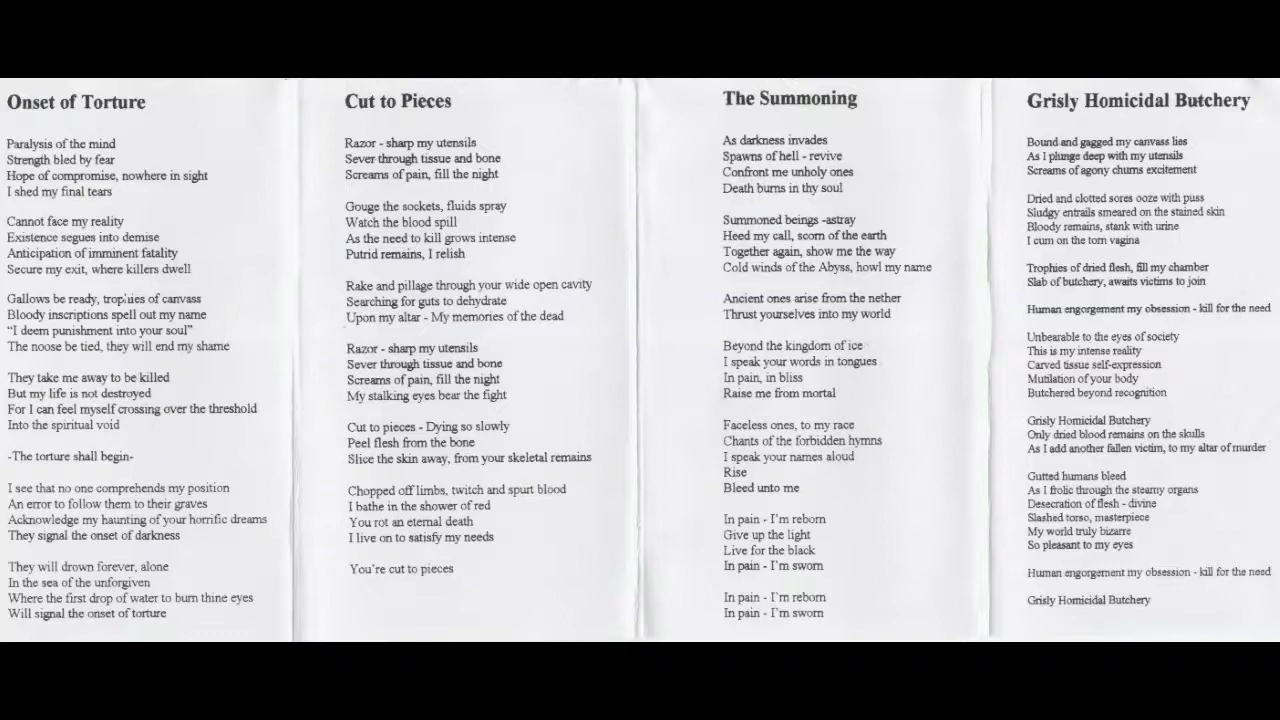 Onset of Torture
Paralysis of the mind
Strength bled by fear
Hope of compromise, nowhere in sight
I shed my final tears
Cannot face my reality
Existence segues into demise
Anticipation of imminent fatality
Secure my exit, where killers dwell
Gallows be ready, trophies of canvass
Bloody inscriptions spell out my name
“I deem punishment into your soul”
The noose be tied, they will end my shame
They take me away to be killed
But my life is not destroyed
For I can feel myself crossing over the threshold
Into the spiritual void
-The torture shall begin-
I see that no one comprehends my position
An error to follow them to their graves
Acknowledge my haunting of your horrific dreams
They signal the onset of darkness
They will drown forever, alone
In the sea of the unforgiven
Where the first drop of water to burn thine eyes
Will signal the onset of torture
Cut to Pieces
Razor - sharp my utensils
Sever through tissue and bone
Screams of pain, fill the night
Gouge the sockets, fluids spray
Watch the blood spill
As the need to kill grows intense
Putrid remains, I relish
Rake and pillage through your wide open cavity
Searching for guts to dehydrate
Upon my altar - My memories of the dead
Razor - sharp my utensils
Sever through tissue and bone
Screams of pain, fill the night
My stalking eyes bear the fight
Cut to pieces - Dying so slowly
Peel flesh from the bone
Slice the skin away, from your skeletal remains
Chopped off limbs, twitch and spurt blood
I bathe in the shower of red
You rot an eternal death
I live on to satisfy my needs
You're cut to pieces
The Summoning
As darkness invades
Spawns of hell - revive
Confront me unholy ones
Death burns in thy soul
Summoned beings -astray
Heed my call, scorn of the earth
Together again, show me the way
Cold winds of the Abyss, howl my name
Ancient ones arise from the nether
Thrust yourselves into my world
Beyond the kingdom of ice
I speak your words in tongues
In pain, in bliss
Raise me from mortal
Faceless ones, to my race
Chants of the forbidden hymns
I speak your names aloud
Rise
Bleed unto me
In pain - I'm reborn
Give up the light
Live for the black
In pain - I'm sworn
In pain - I'm reborn
In pain - I'm sworn
Grisly Homicidal Butchery
Bound and gagged my canvass lies
As I plunge deep with my utensils
Screams of agony churns excitement
Dried and clotted sores ooze with puss
Sludgy entrails smeared on the stained skin
Bloody remains, stank with urine
I cum on the torn vagina
Trophies of dried flesh, fill my chamber
Slab of butchery, awaits victims to join
Human engorgement my obsession - kill for the need
Unbearable to the eyes of society
This is my intense reality
Carved tissue self-expression
Mutilation of your body
Butchered beyond recognition
Grisly Homicidal Butchery
Only dried blood remains on the skulls
As I add another fallen victim, to my altar of murder
Gutted humans bleed
As I frolic through the steamy organs
Desecration of flesh - divine
Slashed torso, masterpiece
My world truly bizarre
So pleasant to my eyes
Human engorgement my obsession - kill for the need
Grisly Homicidal Butchery